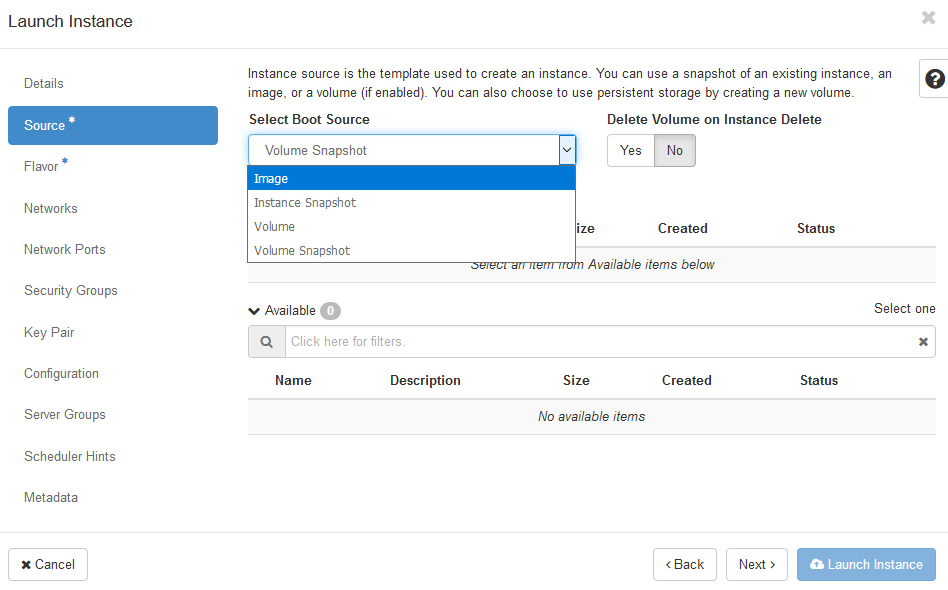 Launch Instance
Details
Source *
Flavor *
Networks
Network Ports
Security Groups
Key Pair
Configuration
Server Groups
Scheduler Hints
Metadata
Instance source is the template used to create an instance. You can use a snapshot of an existing instance, an
image, or a volume (if enabled). You can also choose to use persistent storage by creating a new volume.
Select Boot Source
Volume Snapshot
Image
Instance Snapshot
Volume
Volume Snapshot
Delete Volume on Instance Delete
Yes No
ize Created Status
Select an item from Available items below
Available 0
Select one
Click here for filters.
Name Description Size Created Status
No available items
Cancel
< Back
Next >
Launch Instance